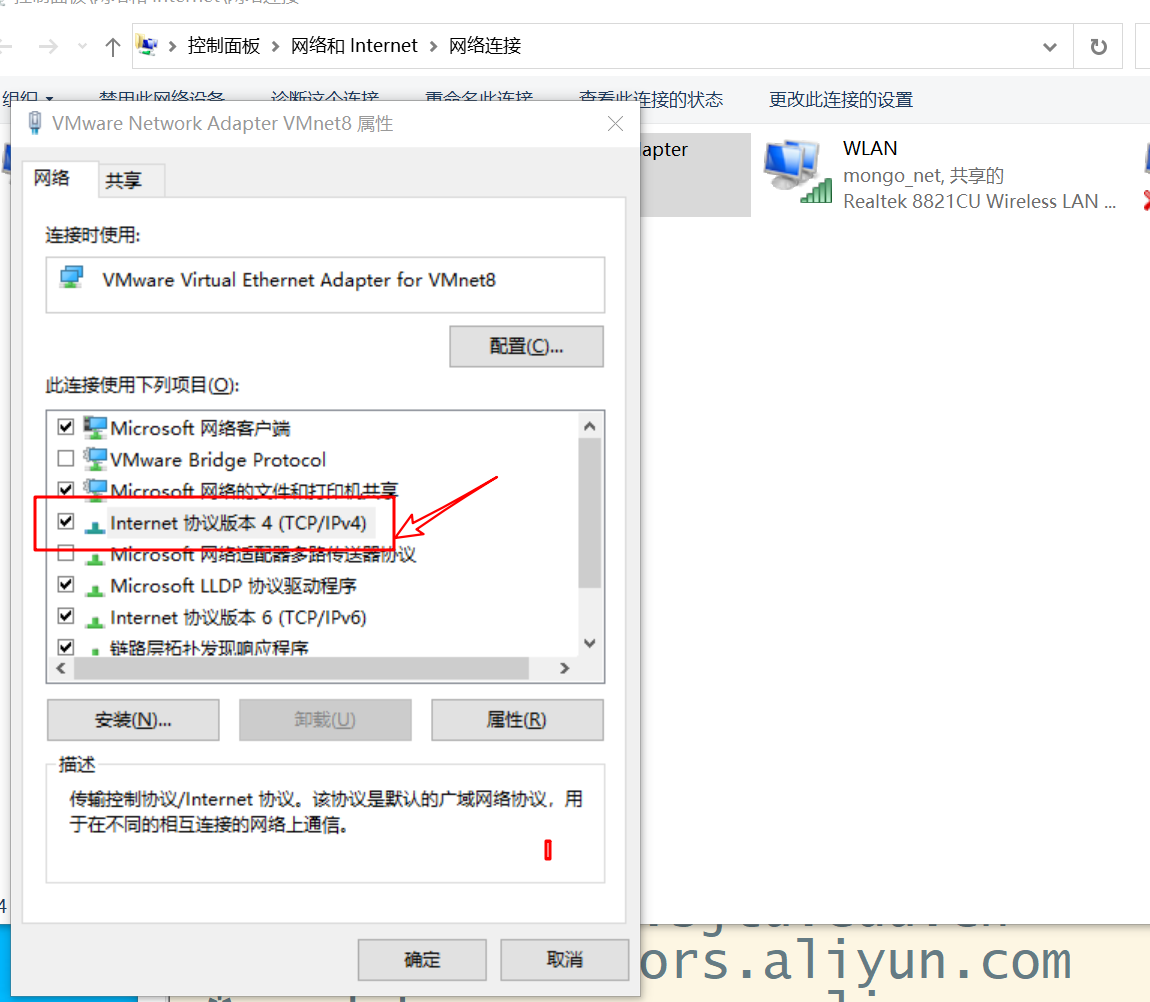 控制面板 > 网络和 Internet > 网络连接
组织 禁用此网络设备 诊断这个连接 重命名此连接 查看此连接的状态 更改此连接的设置
VMware Network Adapter VMnet8 属性
apter
WLAN
mongo_net, 共享的
Realtek 8821CU Wireless LAN ...
网络 共享
连接时使用:
VMware Virtual Ethernet Adapter for VMnet8
配置(C)...
此连接使用下列项目(O):
Microsoft 网络客户端
VMware Bridge Protocol
Microsoft 网络的文件和打印机共享
Internet 协议版本 4 (TCP/IPv4)
Microsoft 网络适配器多路传送器协议
Microsoft LLDP 协议驱动程序
Internet 协议版本 6 (TCP/IPv6)
链路层拓扑发现响应程序
安装(N)... 卸载(U) 属性(R)
描述
传输控制协议/Internet 协议。该协议是默认的广域网络协议，用
于在不同的相互连接的网络上通信。
4
确定 取消
ors.aliyun.com